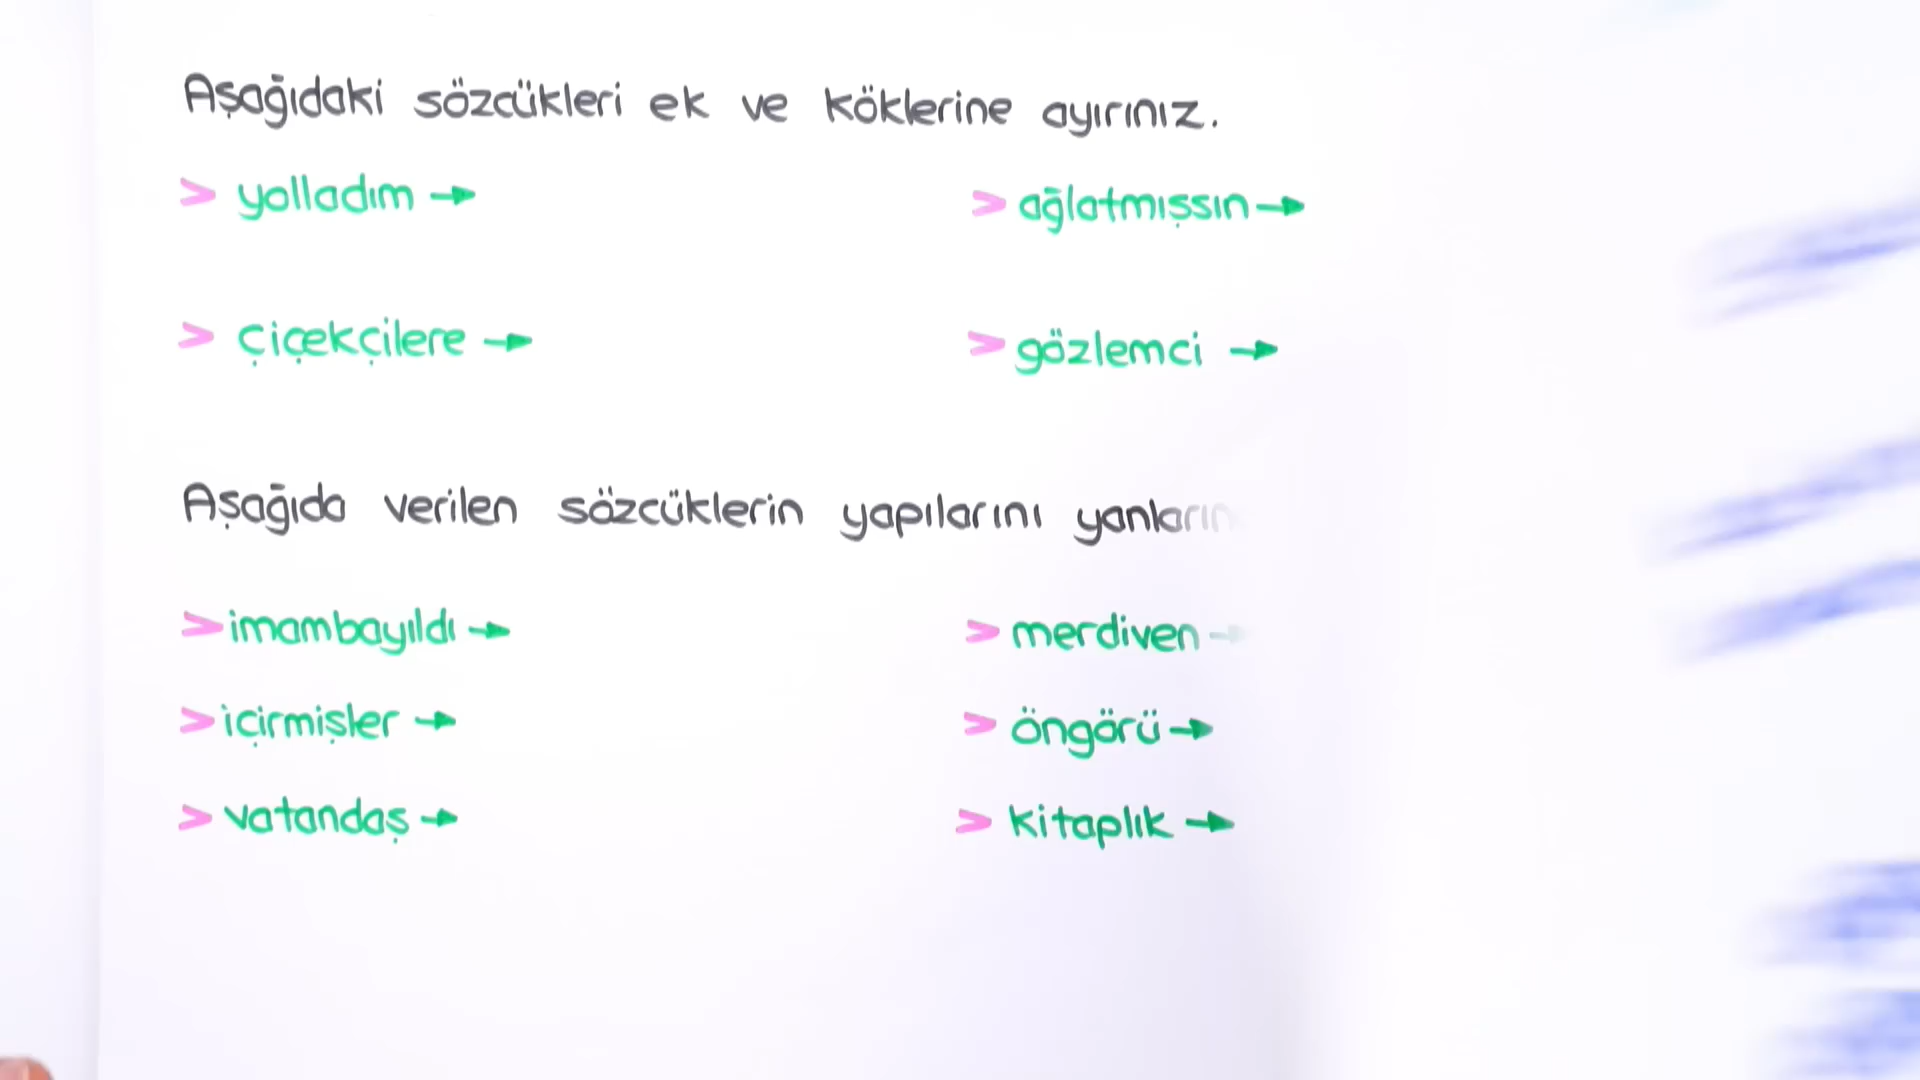 Aşağıdaki sözcükleri ek ve köklerine ayırınız.
> yolladım → > ağlatmışsın →
> çiçekçilere → > gözlemci →
Aşağıda verilen sözcüklerin yapılarını
> imambayıldı → > merdiven →
> içirmişler → > öngörü →
> vatandaş → > kitaplık →